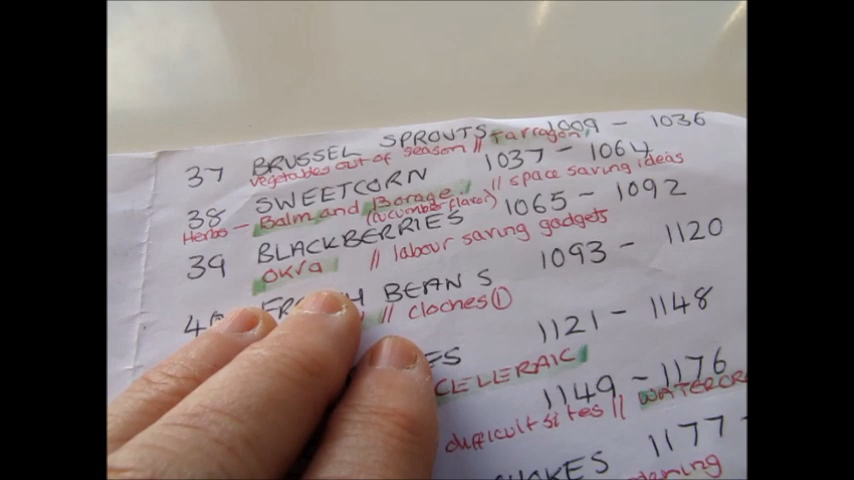 37 BRUSSEL SPROUTS 1009 - 1036
vegetables out of season // Tarragon
38 SWEETCORN 1037 - 1064
Herbs - Balm and Borage // space saving ideas
(cucumber flavor)
39 BLACKBERRIES 1065 - 1092
OKra // labour saving gadgets
BEANS 1093 - 1120
// Cloches ①
1121 - 1148
CELLERAIC
1149 - 1176
difficult sites //
1177 -